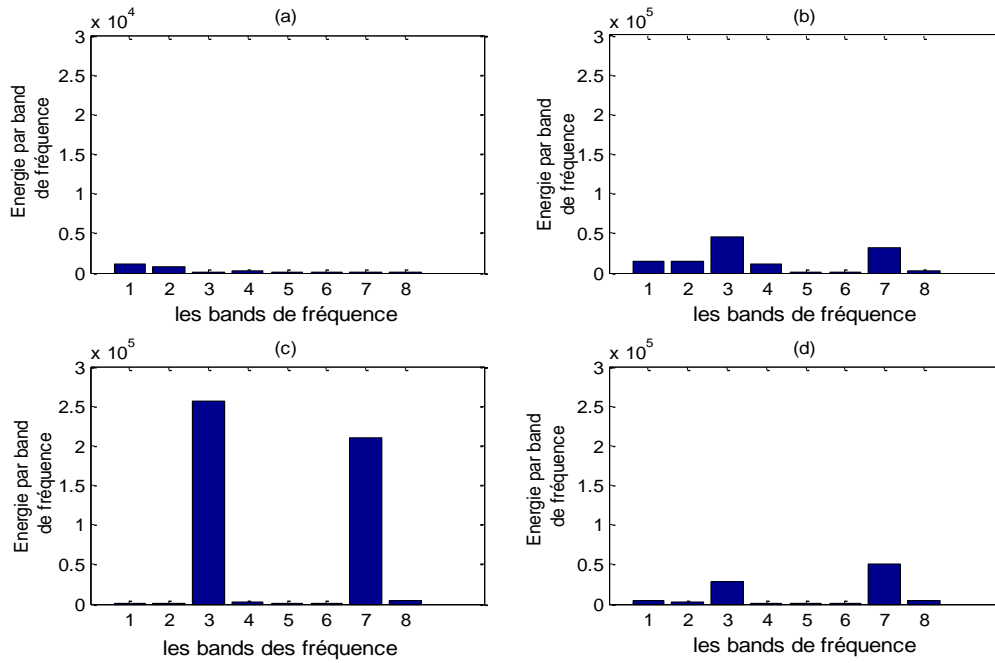 (a)
x 10^4
3
2.5
2
1.5
1
0.5
0
Energie par band
de fréquence
1 2 3 4 5 6 7 8
les bands de fréquence
(b)
x 10^5
3
2.5
2
1.5
1
0.5
0
Energie par band
de fréquence
1 2 3 4 5 6 7 8
les bands de fréquence
(c)
x 10^5
3
2.5
2
1.5
1
0.5
0
Energie par band
de fréquence
1 2 3 4 5 6 7 8
les bands des fréquence
(d)
x 10^5
3
2.5
2
1.5
1
0.5
0
Energie par band
de fréquence
1 2 3 4 5 6 7 8
les bands de fréquence